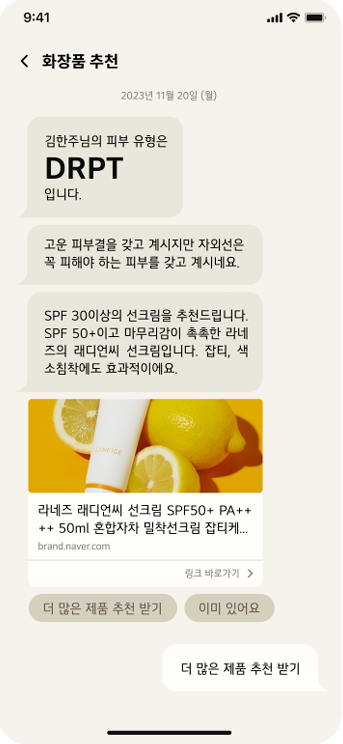 9:41
화장품 추천
2023년 11월 20일 (월)
김한주님의 피부 유형은
DRPT
입니다.
고운 피부결을 갖고 계시지만 자외선은
꼭 피해야 하는 피부를 갖고 계시네요.
SPF 30이상의 선크림을 추천드립니다.
SPF 50+이고 마무리감이 촉촉한 라네
즈의 래디언씨 선크림입니다. 잡티, 색
소침착에도 효과적이에요.
LANEIGE
라네즈 래디언씨 선크림 SPF50+ PA++
++ 50ml 혼합자차 밀착선크림 잡티케...
brand.naver.com
링크 바로가기
더 많은 제품 추천 받기
이미 있어요
더 많은 제품 추천 받기